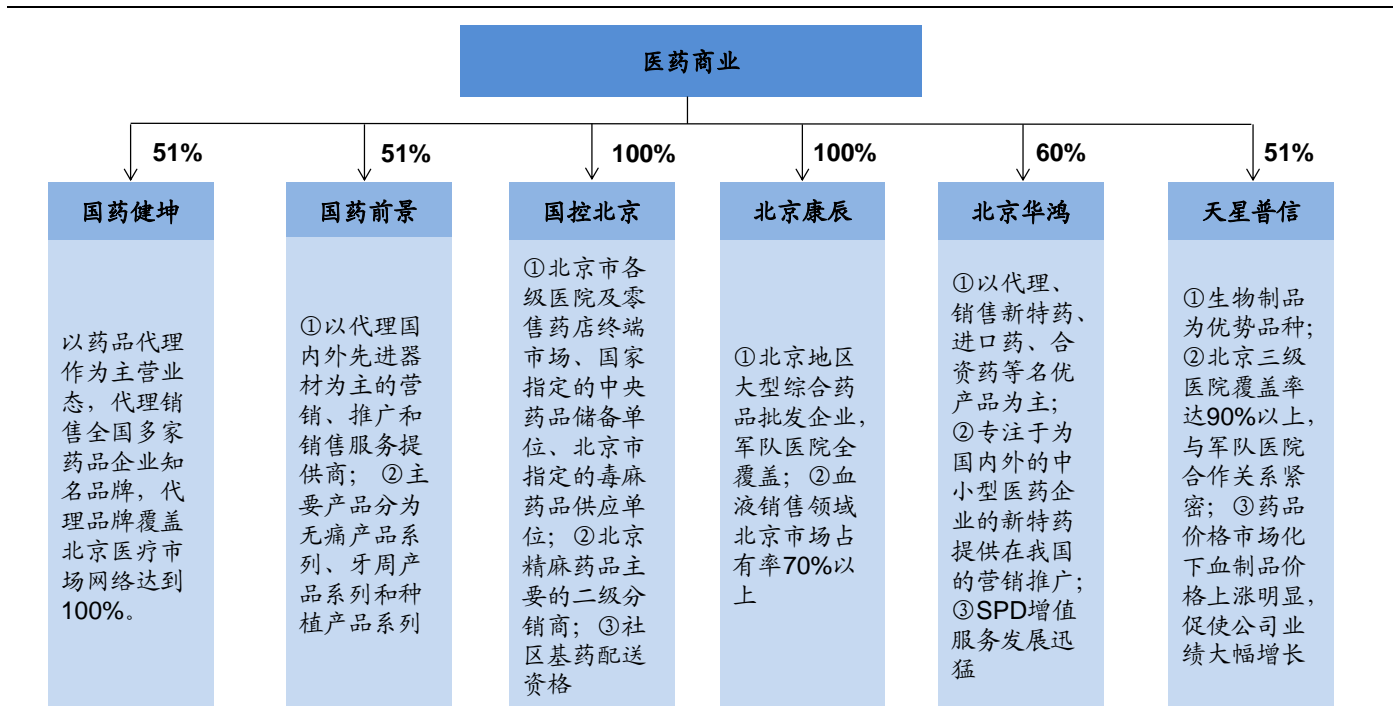 医药商业
51%
51%
100%
100%
60%
51%
国药健坤
国药前景
国控北京
北京康辰
北京华鸿
天星普信
以药品代理
作为主营业
态，代理销
售全国多家
药品企业知
名品牌，代
理品牌覆盖
北京医疗市
场网络达到
100%。
①以代理国
内外先进器
材为主的营
销、推广和
销售服务提
供商；②主
要产品分为
无痛产品系
列、牙周产
品系列和种
植产品系列
①北京市各
级医院及零
售药店终端
市场、国家
指定的中央
药品储备单
位、北京市
指定的毒麻
药品供应单
位；②北京
精麻药品主
要的二级分
销商；③社
区基药配送
资格
①北京地区
大型综合药
品批发企业，
军队医院全
覆盖；②血
液销售领域
北京市场占
有率70%以
上
①以代理、
销售新特药、
进口药、合
资药等名优
产品为主；
②专注于为
国内外的中
小型医药企
业的新特药
提供在我国
的营销推广；
③SPD增值
服务发展迅
猛
①生物制品
为优势品种；
②北京三级
医院覆盖率
达90%以上，
与军队医院
合作关系紧
密；③药品
价格市场化
下血制品价
格上涨明显，
促使公司业
绩大幅增长